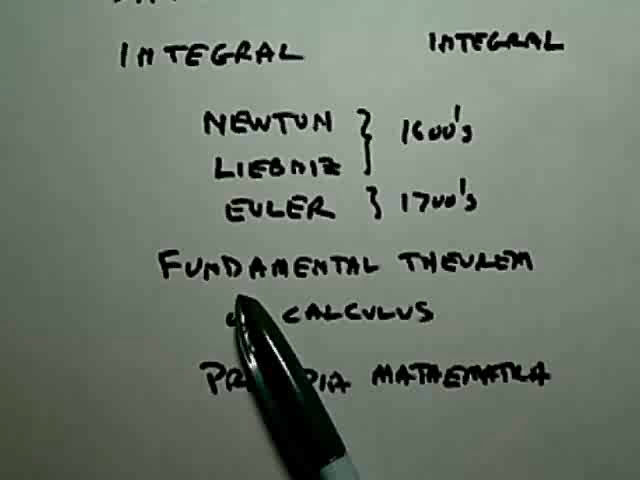 INTEGRAL INTEGRAL
NEWTON } 1600's
LIEBNIZ
EULER } 1700's
FUNDAMENTAL THEOREM
CALCULUS
MATHEMATICA